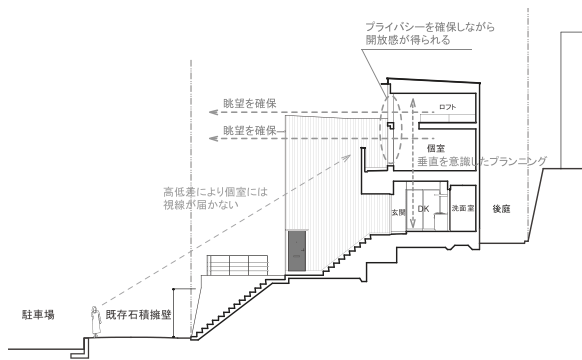 プライバシーを確保しながら
開放感が得られる
眺望を確保
ロフト
眺望を確保
個室
垂直を意識したプランニング
高低差により個室には
視線が届かない
玄関
DK
洗面室
後庭
駐車場
既存石積擁壁